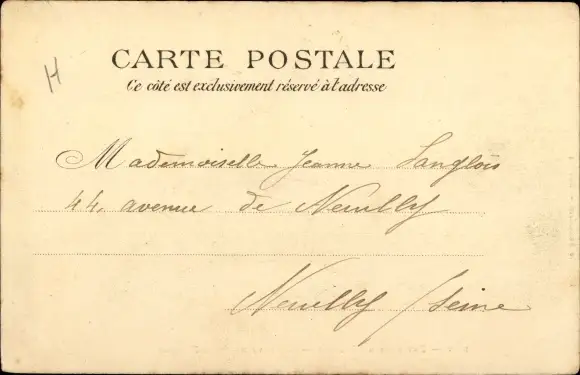 H
CARTE POSTALE
Ce côté est exclusivement réservé à l'adresse
Mademoiselle Jeanne Langlois
44, avenue de Neuilly
Neuilly /Seine